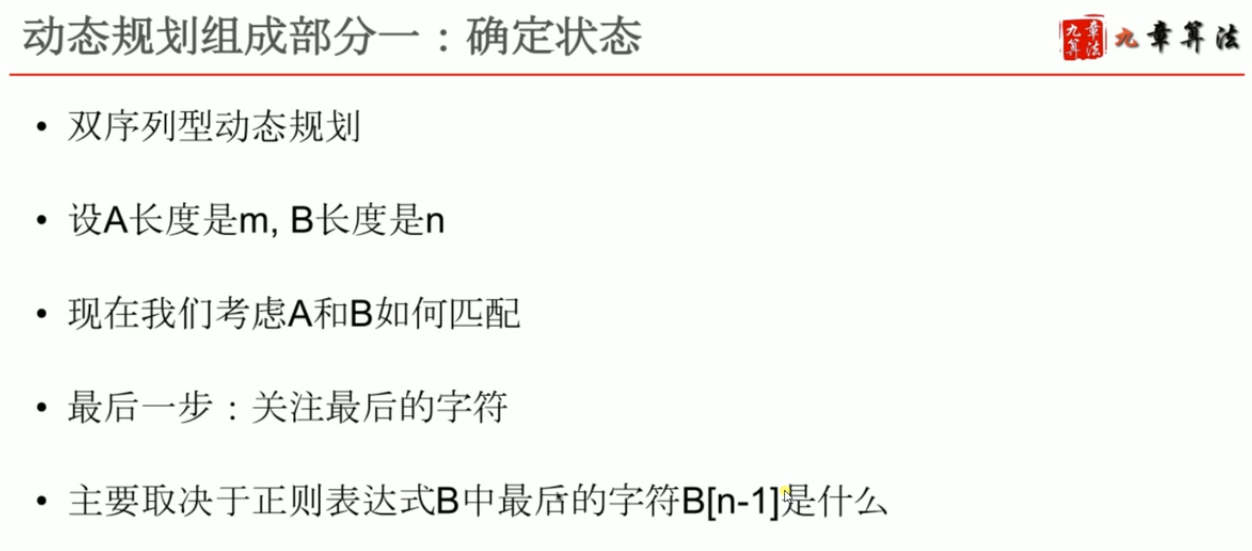 动态规划组成部分一：确定状态
九章算法
九章算法
• 双序列型动态规划
• 设A长度是m, B长度是n
• 现在我们考虑A和B如何匹配
• 最后一步：关注最后的字符
• 主要取决于正则表达式B中最后的字符B[n-1]是什么